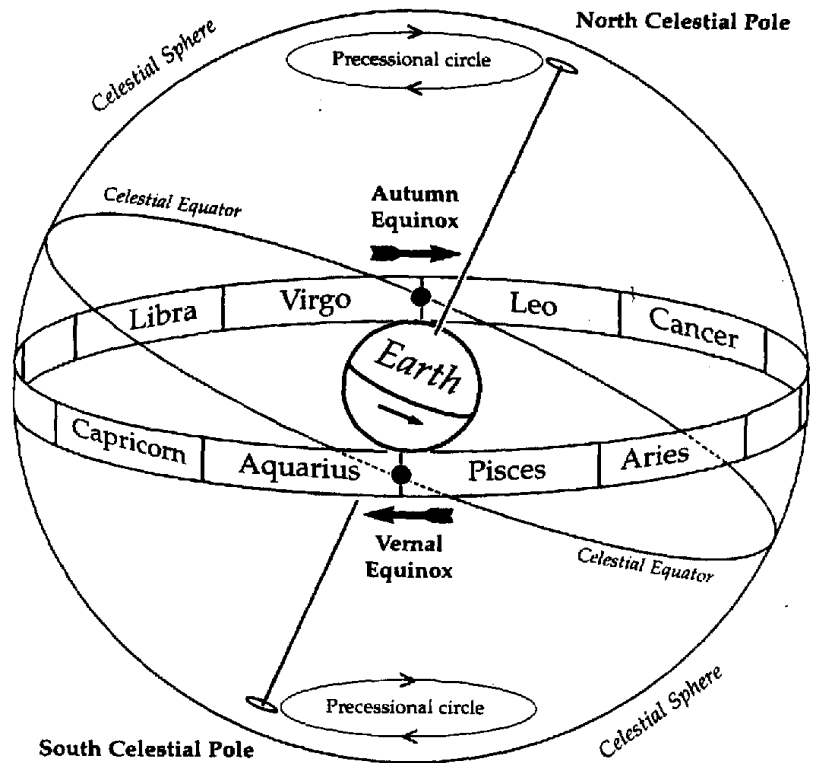 North Celestial Pole
Celestial Sphere
Precessional circle
Celestial Equator
Autumn
Equinox
Libra
Virgo
Leo
Cancer
Earth
Capricorn
Aquarius
Pisces
Aries
Vernal
Equinox
Celestial Equator
Precessional circle
Celestial Sphere
South Celestial Pole